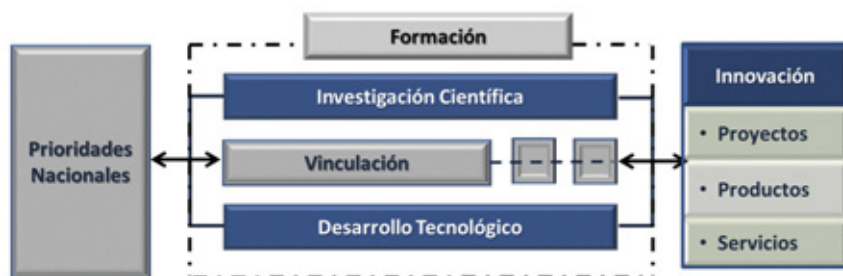 Formación
Prioridades
Nacionales
Investigación Científica
Vinculación
Desarrollo Tecnológico
Innovación
• Proyectos
• Productos
• Servicios